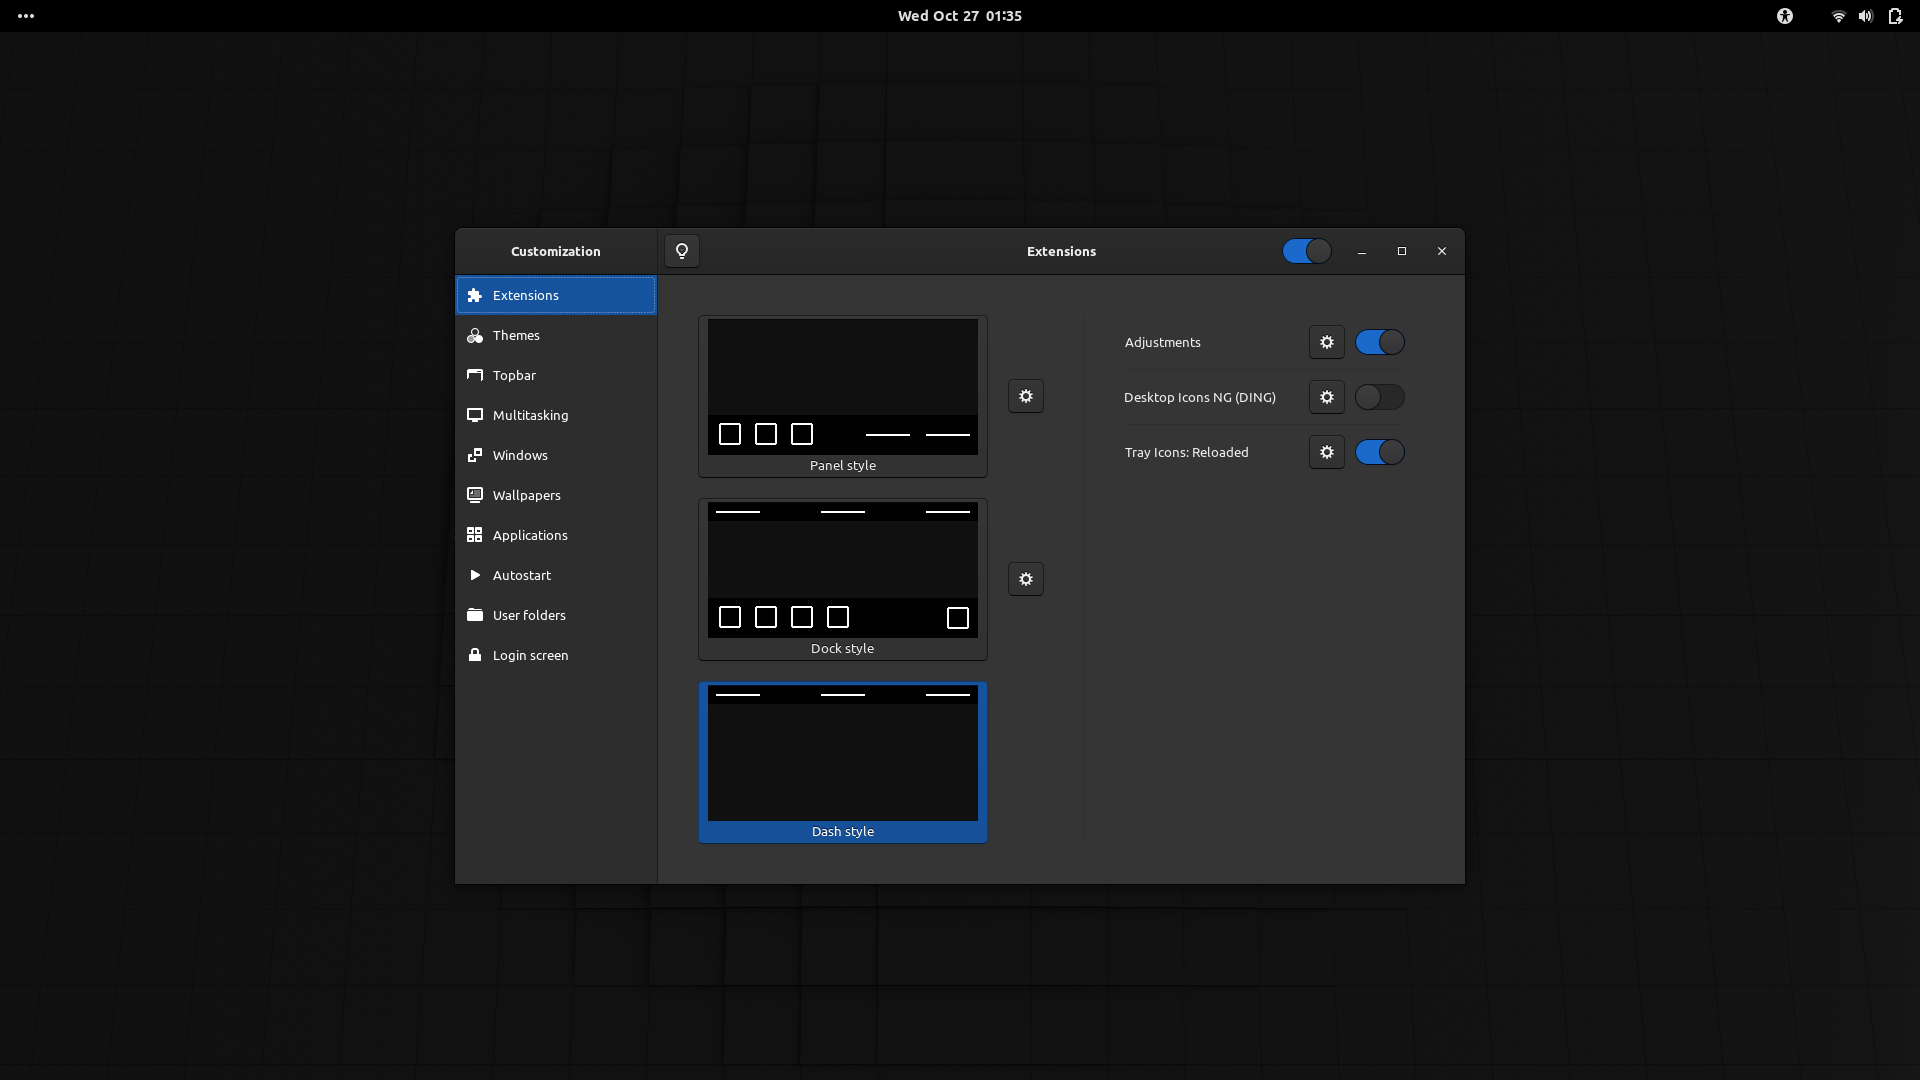 Wed Oct 27 01:35
Customization
Extensions
Extensions
Themes
Topbar
Multitasking
Windows
Wallpapers
Applications
Autostart
User folders
Login screen
Panel style
Dock style
Dash style
Adjustments
Desktop Icons NG (DING)
Tray Icons: Reloaded